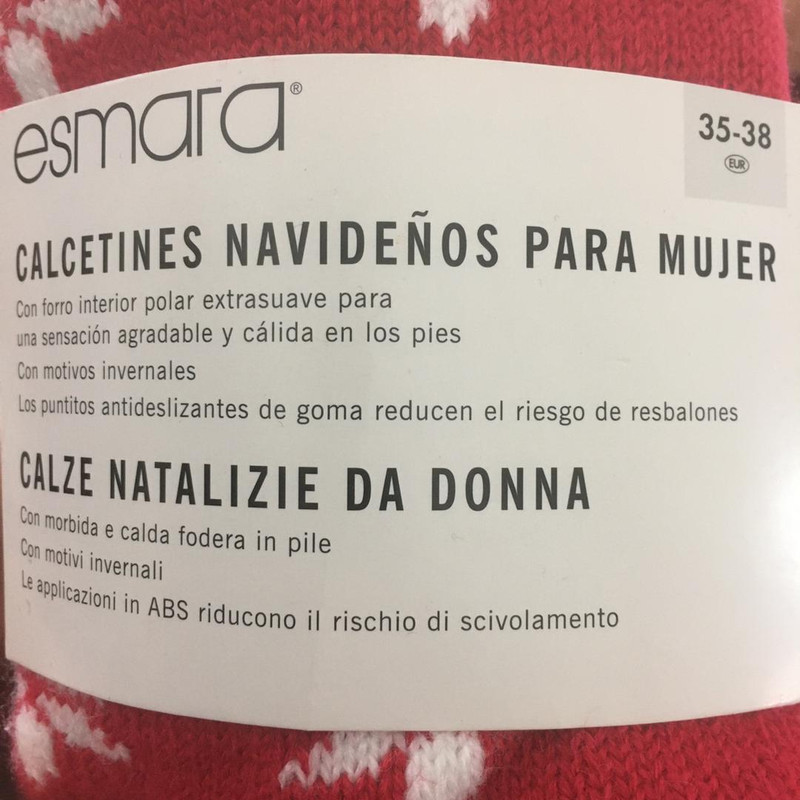 esmara®
35-38
EUR
CALCETINES NAVIDEÑOS PARA MUJER
Con forro interior polar extrasuave para
una sensación agradable y cálida en los pies
Con motivos invernales
Los puntitos antideslizantes de goma reducen el riesgo de resbalones
CALZE NATALIZIE DA DONNA
Con morbida e calda fodera in pile
Con motivi invernali
Le applicazioni in ABS riducono il rischio di scivolamento